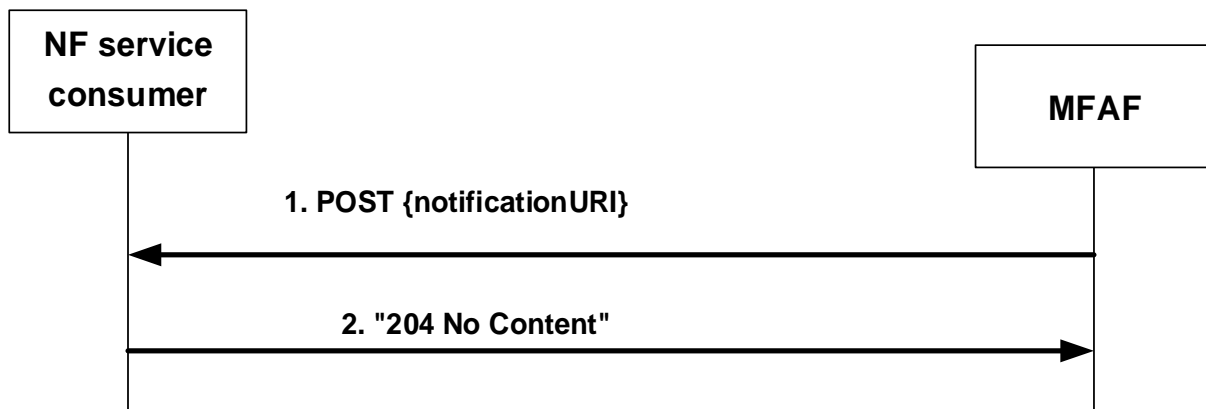 NF service
consumer
MFAF
1. POST {notificationURI}
2. "204 No Content"